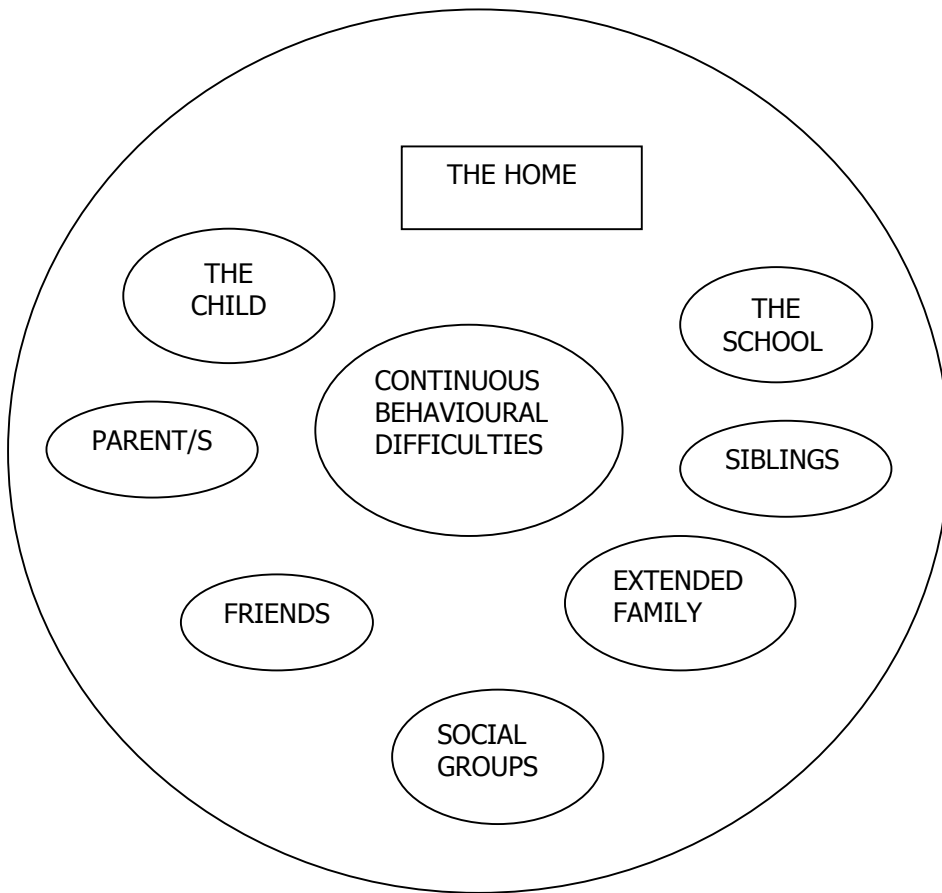 THE HOME
THE
CHILD
THE
SCHOOL
CONTINUOUS
BEHAVIOURAL
DIFFICULTIES
PARENT/S
SIBLINGS
FRIENDS
EXTENDED
FAMILY
SOCIAL
GROUPS